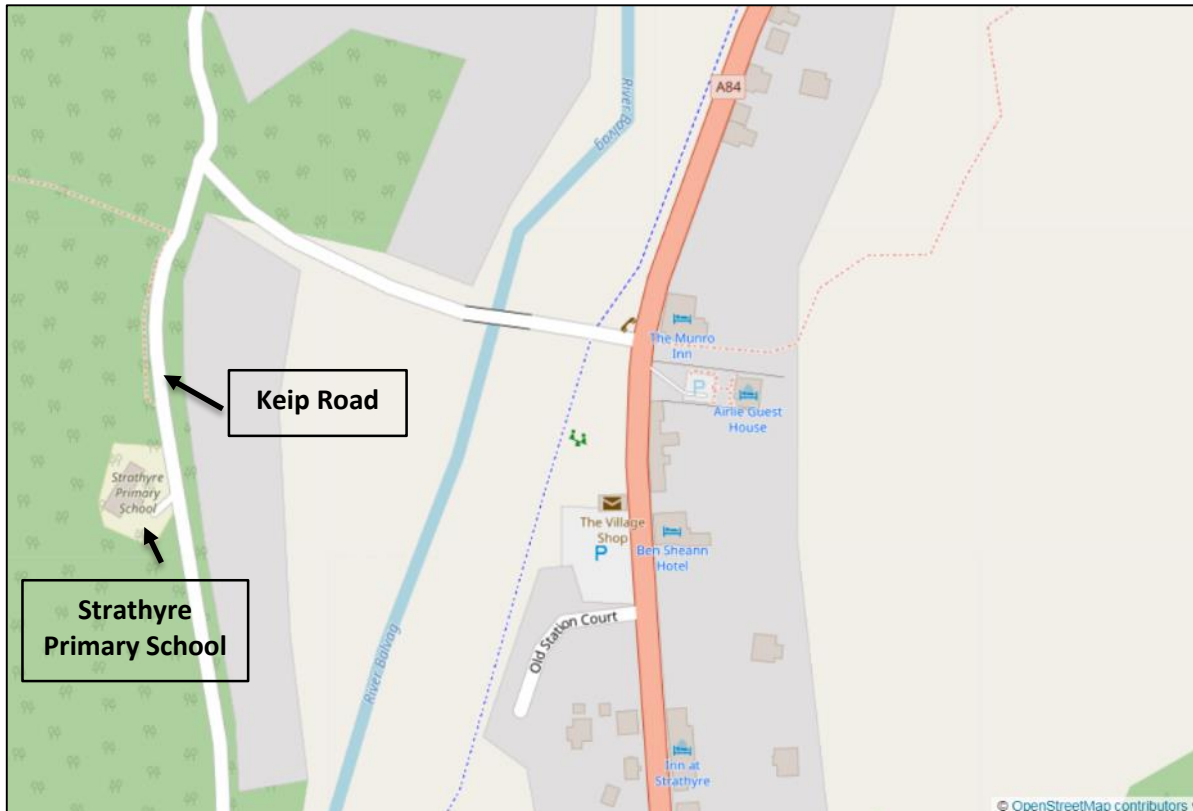 River Balvag
A84
The Munro
Inn
P
Airlie Guest
House
Keip Road
Strathyre
Primary
School
The Village
Shop
P
Ben Sheann
Hotel
Strathyre
Primary School
Old Station Court
River Balvag
Inn at
Strathyre
© OpenStreetMap contributors